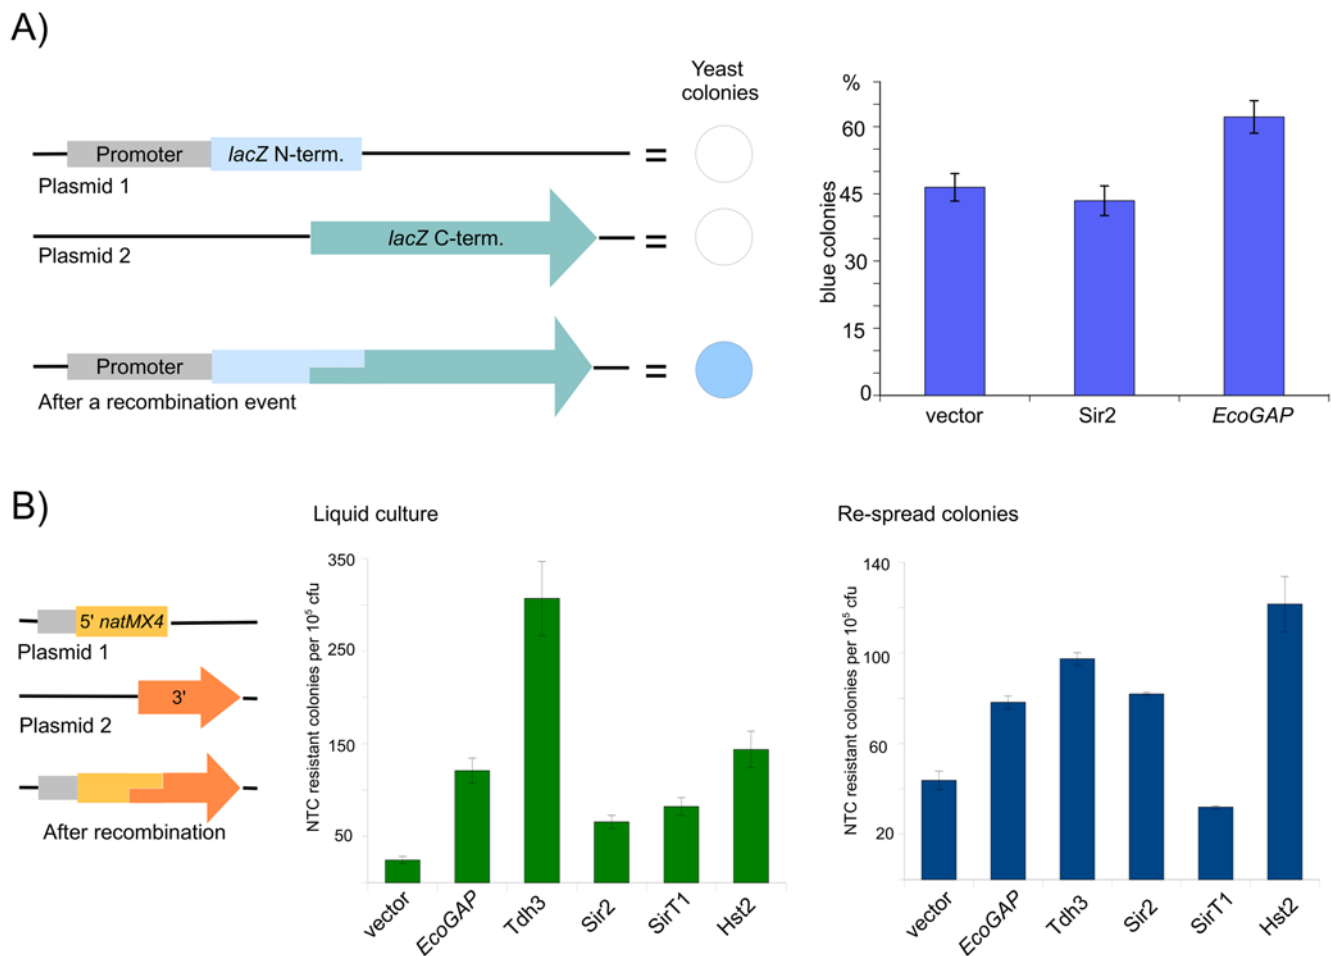 A)
Yeast
colonies
Promoter
lacZ N-term.
=
Plasmid 1
lacZ C-term.
=
Plasmid 2
Promoter
=
After a recombination event
%
60
45
30
15
0
blue colonies
vector
Sir2
EcoGAP
B)
5' natMX4
Plasmid 1
3'
Plasmid 2
After recombination
Liquid culture
NTC resistant colonies per 10⁵ cfu
350
250
150
50
vector
EcoGAP
Tdh3
Sir2
SirT1
Hst2
Re-spread colonies
NTC resistant colonies per 10⁵ cfu
140
100
60
20
vector
EcoGAP
Tdh3
Sir2
SirT1
Hst2